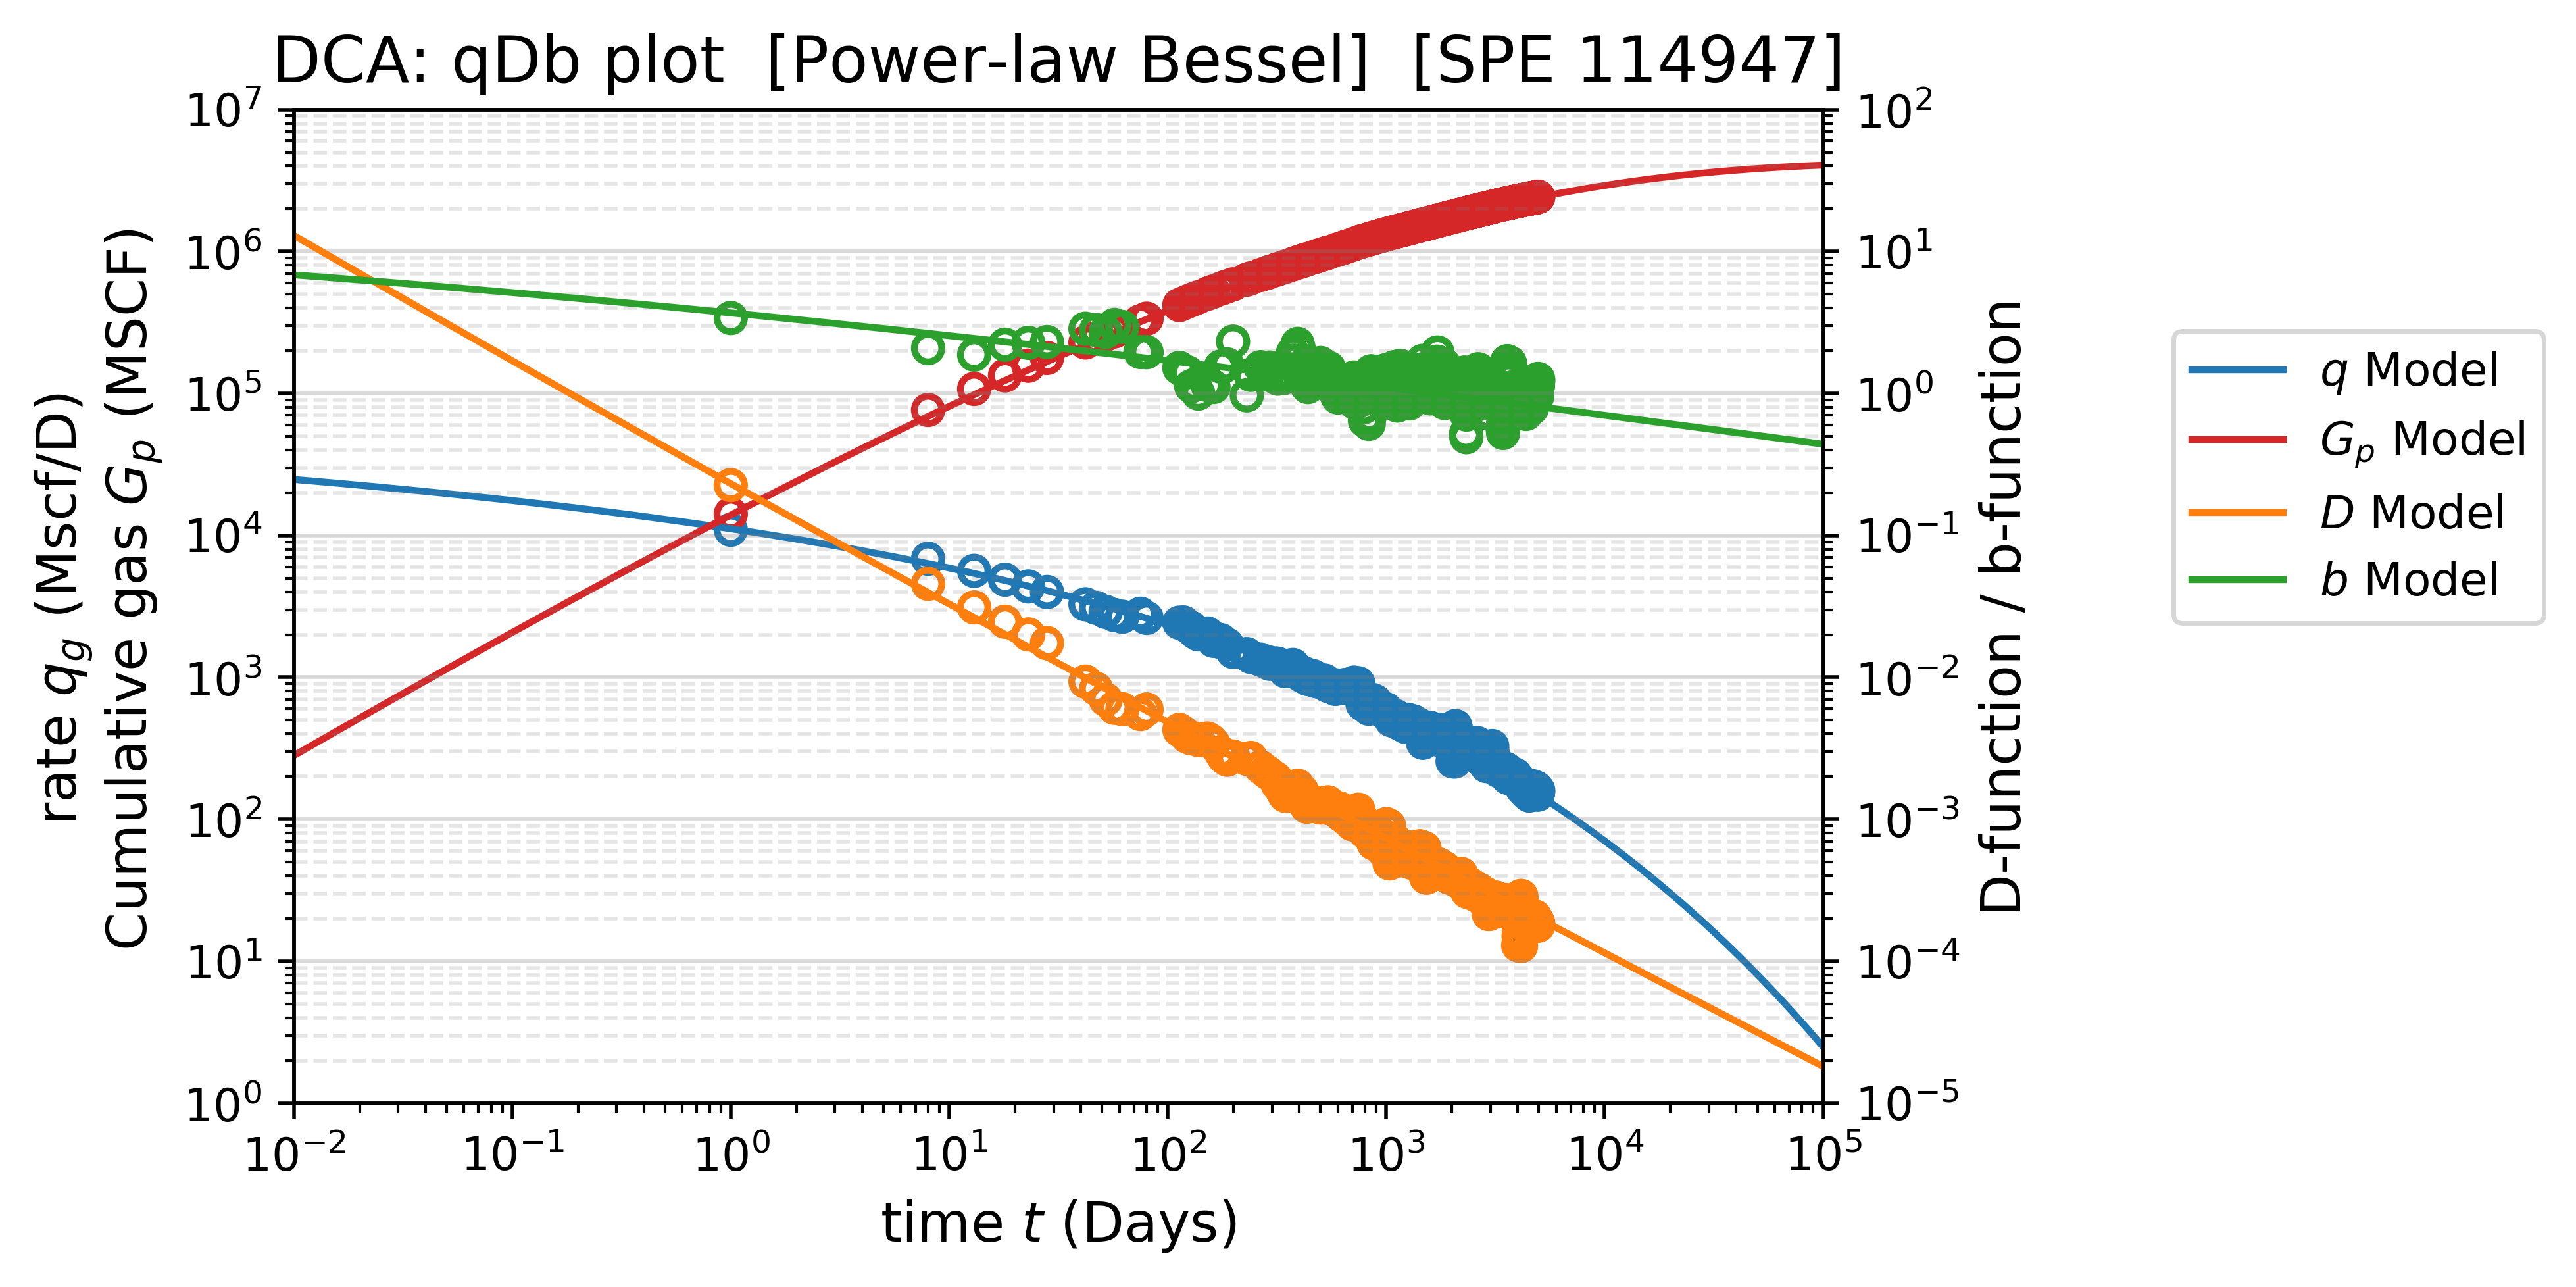 DCA: qDb plot [Power-law Bessel] [SPE 114947]
rate q_g (Mscf/D)
Cumulative gas G_p (MSCF)
10^7
10^6
10^5
10^4
10^3
10^2
10^1
10^0
10^2
10^1
10^0
10^−1
10^−2
10^−3
10^−4
10^−5
D-function / b-function
10^−2 10^−1 10^0 10^1 10^2 10^3 10^4 10^5
time t (Days)
q Model
G_p Model
D Model
b Model